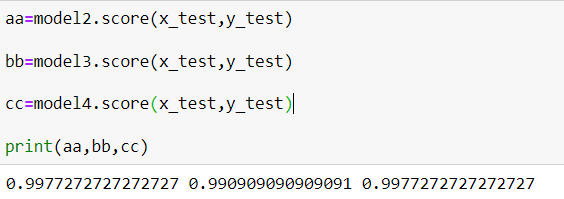 aa=model2.score(x_test,y_test)
bb=model3.score(x_test,y_test)
cc=model4.score(x_test,y_test)
print(aa,bb,cc)
0.9977272727272727 0.990909090909091 0.9977272727272727